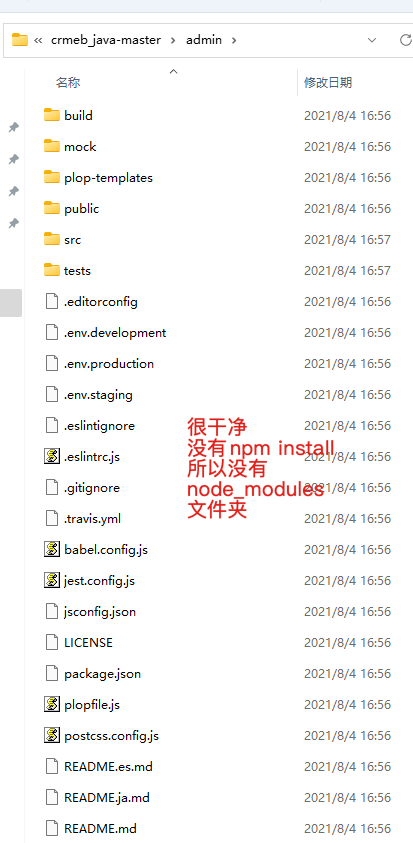 « crmeb_java-master > admin >
名称 修改日期
build 2021/8/4 16:56
mock 2021/8/4 16:56
plop-templates 2021/8/4 16:56
public 2021/8/4 16:56
src 2021/8/4 16:57
tests 2021/8/4 16:57
.editorconfig 2021/8/4 16:56
.env.development 2021/8/4 16:56
.env.production 2021/8/4 16:56
.env.staging 2021/8/4 16:56
.eslintignore 2021/8/4 16:56
.eslintrc.js 2021/8/4 16:56
.gitignore 2021/8/4 16:56
.travis.yml 2021/8/4 16:56
babel.config.js 2021/8/4 16:56
jest.config.js 2021/8/4 16:56
jsconfig.json 2021/8/4 16:56
LICENSE 2021/8/4 16:56
package.json 2021/8/4 16:56
plopfile.js 2021/8/4 16:56
postcss.config.js 2021/8/4 16:56
README.es.md 2021/8/4 16:56
README.ja.md 2021/8/4 16:56
README.md 2021/8/4 16:56
很干净
没有npm install
所以没有
node_modules
文件夹